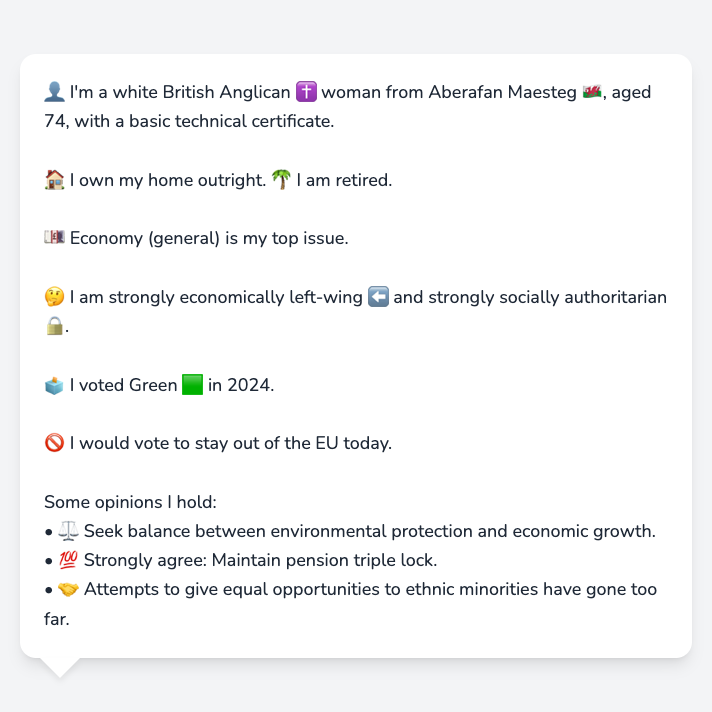 👤 I'm a white British Anglican ✝️ woman from Aberafan Maesteg 🏴󠁧󠁢󠁷󠁬󠁳󠁿, aged
74, with a basic technical certificate.
🏠 I own my home outright. 🌴 I am retired.
💷 Economy (general) is my top issue.
🤔 I am strongly economically left-wing ⬅️ and strongly socially authoritarian
🔒.
🗳️ I voted Green 🟩 in 2024.
🚫 I would vote to stay out of the EU today.
Some opinions I hold:
• ⚖️ Seek balance between environmental protection and economic growth.
• 💯 Strongly agree: Maintain pension triple lock.
• 🤝 Attempts to give equal opportunities to ethnic minorities have gone too
far.